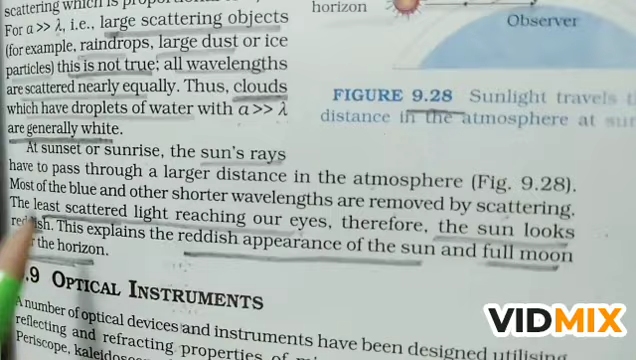 scattering which is
For a >> λ, i.e., large scattering objects
(for example, raindrops, large dust or ice
particles) this is not true; all wavelengths
are scattered nearly equally. Thus, clouds
which have droplets of water with a >> λ
are generally white.
At sunset or sunrise, the sun's rays
have to pass through a larger distance in the atmosphere (Fig. 9.28).
Most of the blue and other shorter wavelengths are removed by scattering.
The least scattered light reaching our eyes, therefore, the sun looks
reddish. This explains the reddish appearance of the sun and full moon
the horizon.
horizon
Observer
FIGURE 9.28 Sunlight travels
distance in the atmosphere at
.9 OPTICAL INSTRUMENTS
A number of optical devices and instruments have been designed utilising
reflecting and refracting properties of
Periscope,
VIDMIX